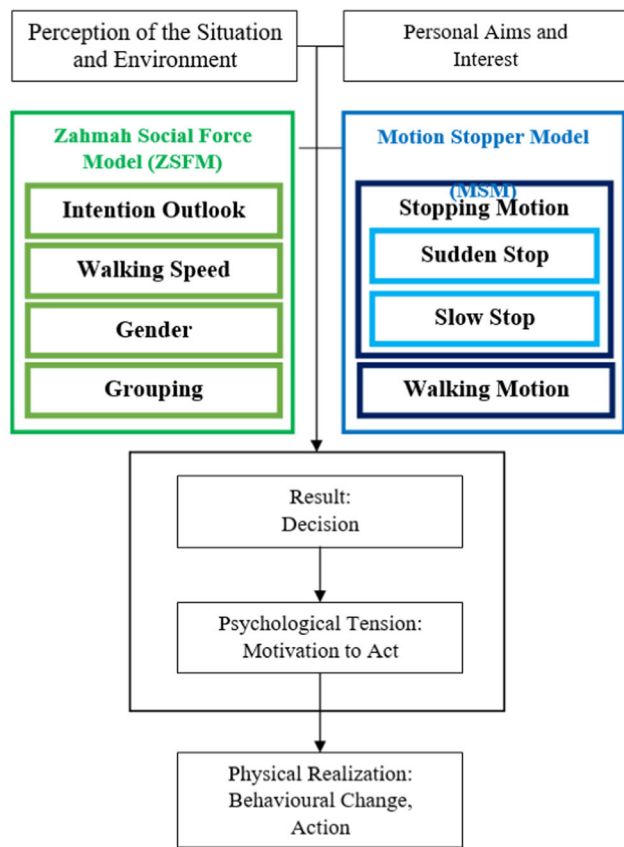 Perception of the Situation
and Environment
Personal Aims and
Interest
Zahmah Social Force
Model (ZSFM)
Intention Outlook
Walking Speed
Gender
Grouping
Motion Stopper Model
(MSM)
Stopping Motion
Sudden Stop
Slow Stop
Walking Motion
Result:
Decision
Psychological Tension:
Motivation to Act
Physical Realization:
Behavioural Change,
Action